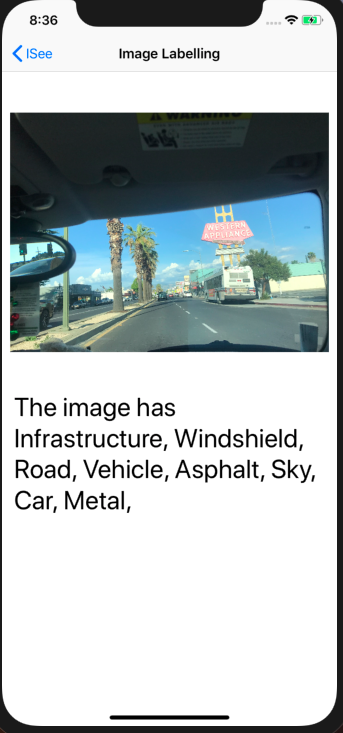 8:36
ISee
Image Labelling
WARNING
WESTERN
APPLIANCE
The image has
Infrastructure, Windshield,
Road, Vehicle, Asphalt, Sky,
Car, Metal,